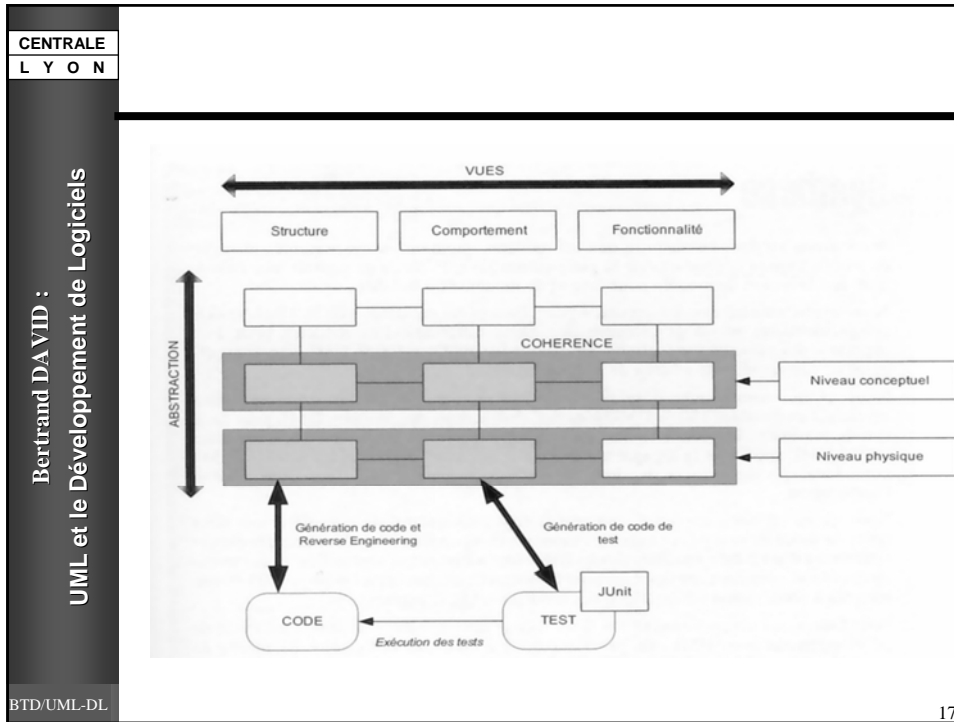 CENTRALE
L Y O N
Bertrand DAVID :
UML et le Développement de Logiciels
BTD/UML-DL
VUES
Structure
Comportement
Fonctionnalité
ABSTRACTION
COHERENCE
Niveau conceptuel
Niveau physique
Génération de code et
Reverse Engineering
Génération de code de
test
JUnit
CODE
TEST
Exécution des tests
17